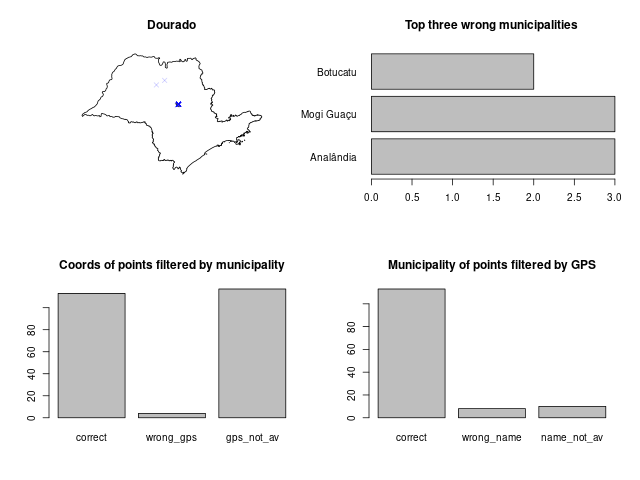 Dourado
Top three wrong municipalities
Botucatu
Mogi Guaçu
Analândia
0.0 0.5 1.0 1.5 2.0 2.5 3.0
Coords of points filtered by municipality
80
60
40
20
0
correct wrong_gps gps_not_av
Municipality of points filtered by GPS
80
60
40
20
0
correct wrong_name name_not_av